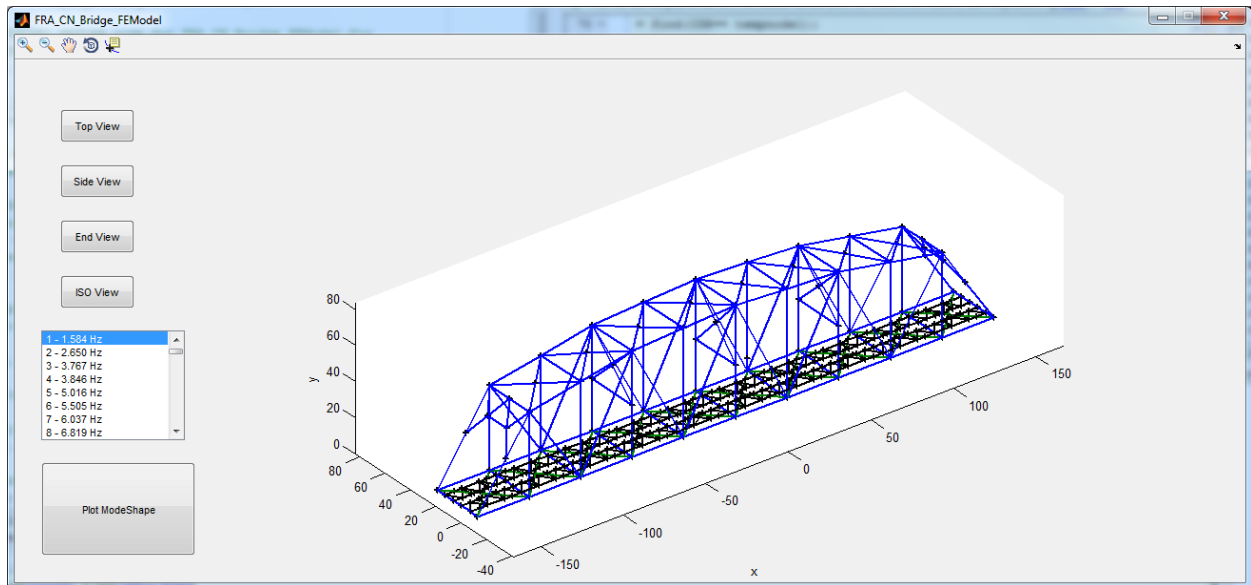 FRA_CN_Bridge_FEModel
Top View
Side View
End View
ISO View
1 - 1.584 Hz
2 - 2.650 Hz
3 - 3.767 Hz
4 - 3.846 Hz
5 - 5.016 Hz
6 - 5.505 Hz
7 - 6.037 Hz
8 - 6.819 Hz
Plot ModeShape
80
60
40
20
0
y
80
60
40
20
0
-20
-40
-150
-100
-50
0
50
100
150
x